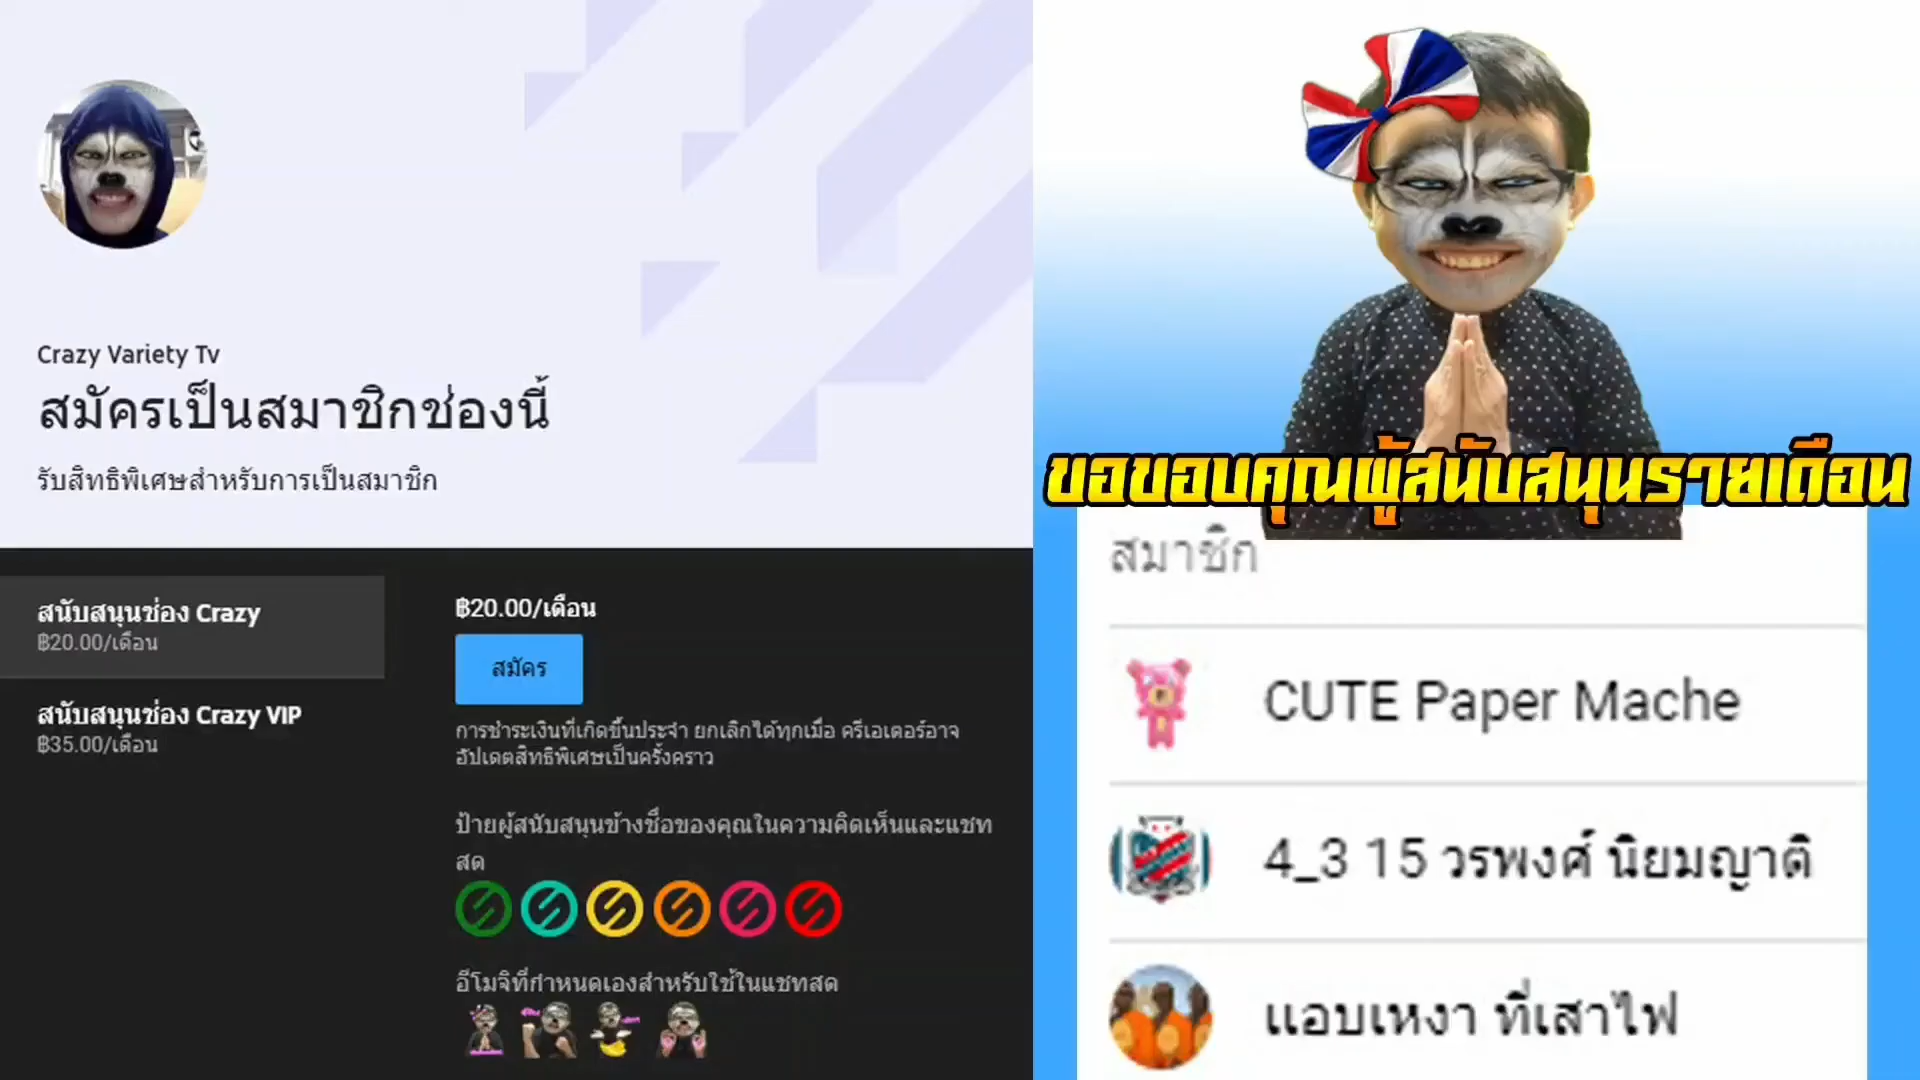 Crazy Variety Tv
สมัครเป็นสมาชิกช่องนี้
รับสิทธิพิเศษสำหรับการเป็นสมาชิก
สนับสนุนช่อง Crazy
฿20.00/เดือน
สนับสนุนช่อง Crazy VIP
฿35.00/เดือน
฿20.00/เดือน
สมัคร
การชำระเงินที่เกิดขึ้นประจำ ยกเลิกได้ทุกเมื่อ ครีเอเตอร์อาจ
อัปเดตสิทธิพิเศษเป็นครั้งคราว
ป้ายผู้สนับสนุนข้างชื่อของคุณในความคิดเห็นและแชท
สด
อีโมจิที่กำหนดเองสำหรับใช้ในแชทสด
ขอขอบคุณผู้สนับสนุนรายเดือน
สมาชิก
CUTE Paper Mache
4_3 15 วรพงศ์ นิยมญาติ
แอบเหงา ที่เสาไฟ